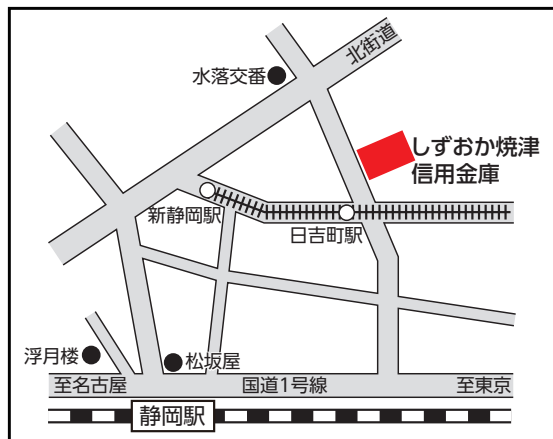 北街道
水落交番
しずおか焼津
信用金庫
新静岡駅
日吉町駅
浮月楼
松坂屋
至名古屋
国道1号線
至東京
静岡駅